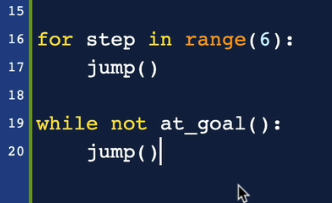 15
16 for step in range(6):
17     jump()
18
19 while not at_goal():
20     jump()